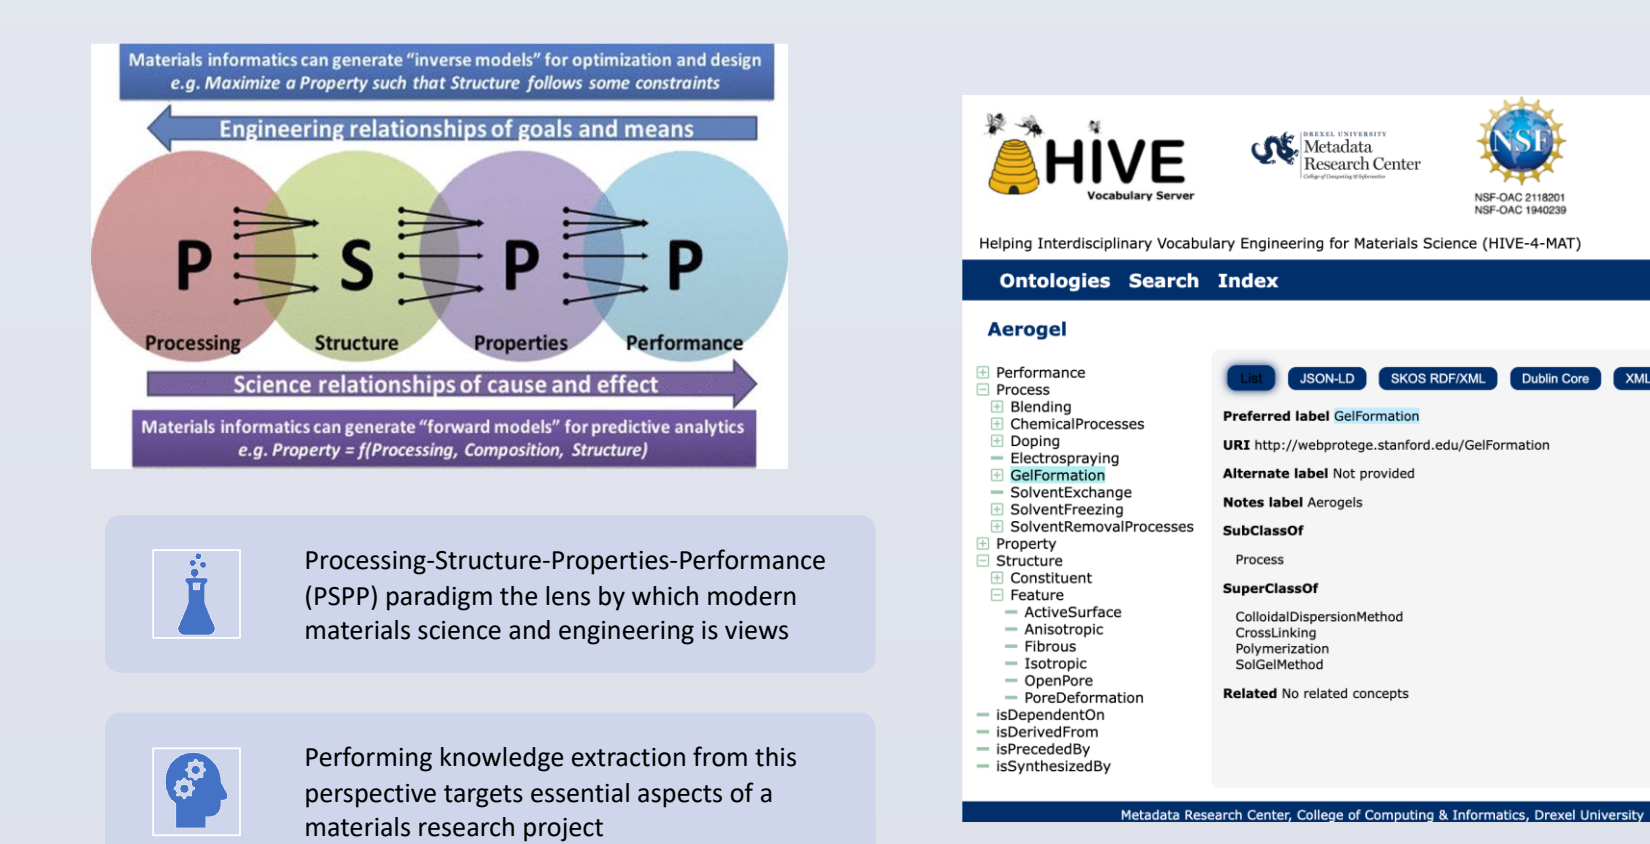 Materials informatics can generate “inverse models” for optimization and design
e.g. Maximize a Property such that Structure follows some constraints
Engineering relationships of goals and means
P S P P
Processing Structure Properties Performance
Science relationships of cause and effect
Materials informatics can generate “forward models” for predictive analytics
e.g. Property = f(Processing, Composition, Structure)
Processing-Structure-Properties-Performance
(PSPP) paradigm the lens by which modern
materials science and engineering is views
Performing knowledge extraction from this
perspective targets essential aspects of a
materials research project
HIVE
Vocabulary Server
DREXEL UNIVERSITY
Metadata
Research Center
College of Computing & Informatics
NSF
NSF-OAC 2118201
NSF-OAC 1940239
Helping Interdisciplinary Vocabulary Engineering for Materials Science (HIVE-4-MAT)
Ontologies Search Index
Aerogel
Performance
Process
Blending
ChemicalProcesses
Doping
Electrospraying
GelFormation
SolventExchange
SolventFreezing
SolventRemovalProcesses
Property
Structure
Constituent
Feature
ActiveSurface
Anisotropic
Fibrous
Isotropic
OpenPore
PoreDeformation
isDependentOn
isDerivedFrom
isPrecededBy
isSynthesizedBy
List JSON-LD SKOS RDF/XML Dublin Core XML
Preferred label GelFormation
URI http://webprotege.stanford.edu/GelFormation
Alternate label Not provided
Notes label Aerogels
SubClassOf
Process
SuperClassOf
ColloidalDispersionMethod
CrossLinking
Polymerization
SolGelMethod
Related No related concepts
Metadata Research Center, College of Computing & Informatics, Drexel University